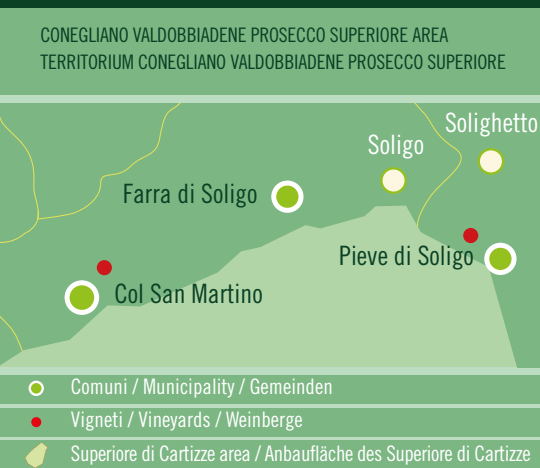 CONEGLIANO VALDOBBIADENE PROSECCO SUPERIORE AREA
TERRITORIUM CONEGLIANO VALDOBBIADENE PROSECCO SUPERIORE
Solighetto
Soligo
Farra di Soligo
Pieve di Soligo
Col San Martino
Comuni / Municipality / Gemeinden
Vigneti / Vineyards / Weinberge
Superiore di Cartizze area / Anbaufläche des Superiore di Cartizze